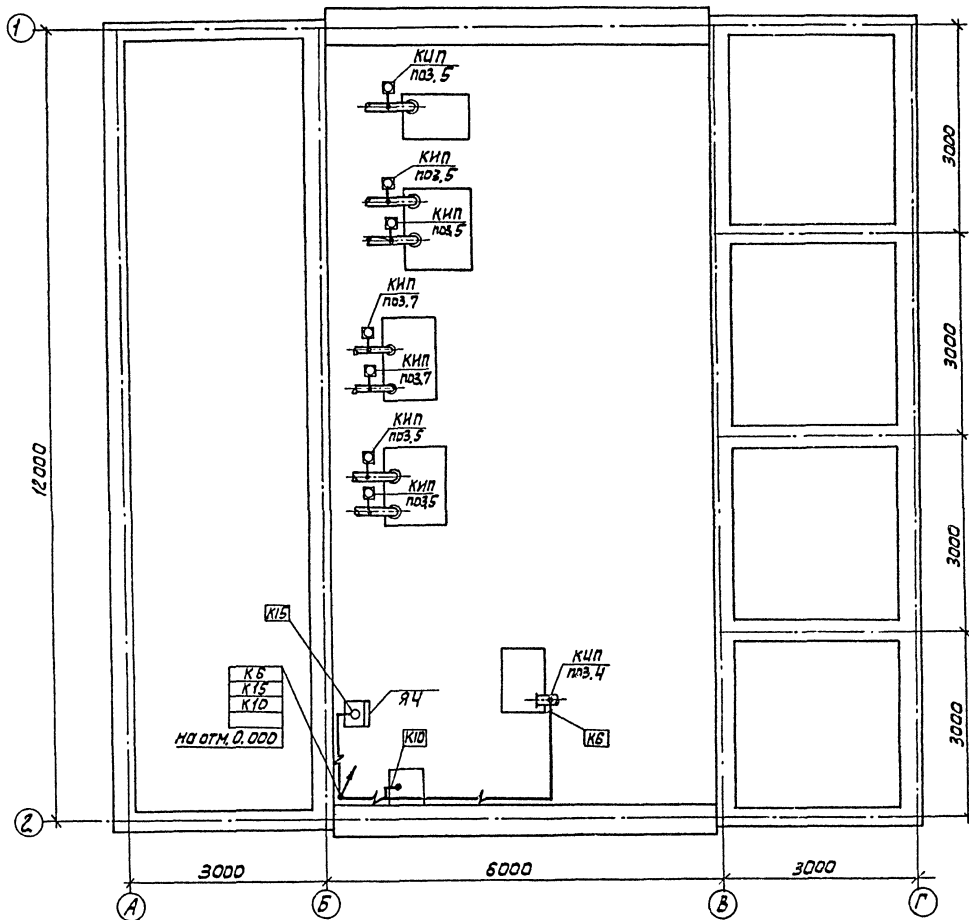 1
КИП
поз.5
КИП
поз.5
КИП
поз.5
КИП
поз.7
КИП
поз.7
КИП
поз.5
КИП
поз.5
3000
3000
3000
3000
12000
К15
К6
К15
К10
на отм. 0.000
ЯЧ
К10
КИП
поз.4
К6
2
3000
6000
3000
А
Б
В
Г